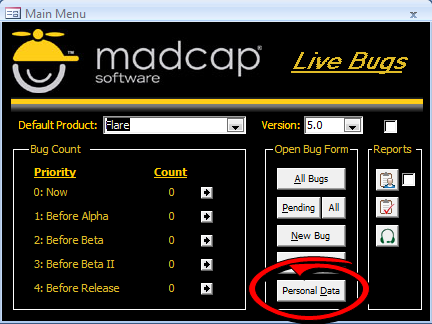 Main Menu
x
madcap®
software
Live Bugs
Default Product: Flare
Version: 5.0
Bug Count
Priority Count
0: Now 0
1: Before Alpha 0
2: Before Beta 0
3: Before Beta II 0
4: Before Release 0
Open Bug Form
All Bugs
Pending All
New Bug
Personal Data
Reports